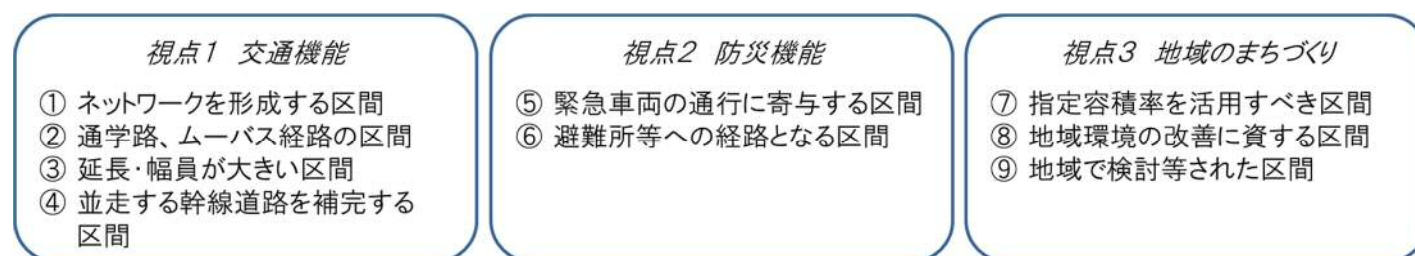 視点1 交通機能
① ネットワークを形成する区間
② 通学路、ムーバス経路の区間
③ 延長・幅員が大きい区間
④ 並走する幹線道路を補完する
区間
視点2 防災機能
⑤ 緊急車両の通行に寄与する区間
⑥ 避難所等への経路となる区間
視点3 地域のまちづくり
⑦ 指定容積率を活用すべき区間
⑧ 地域環境の改善に資する区間
⑨ 地域で検討等された区間